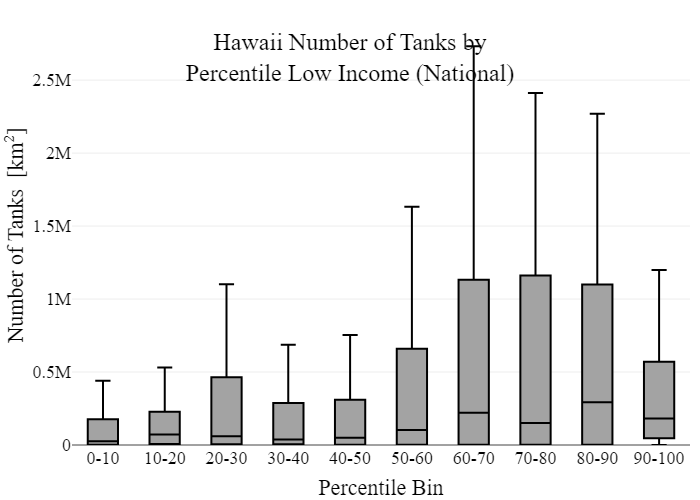 Hawaii Number of Tanks by
Percentile Low Income (National)
Number of Tanks [km²]
2.5M
2M
1.5M
1M
0.5M
0
0-10 10-20 20-30 30-40 40-50 50-60 60-70 70-80 80-90 90-100
Percentile Bin